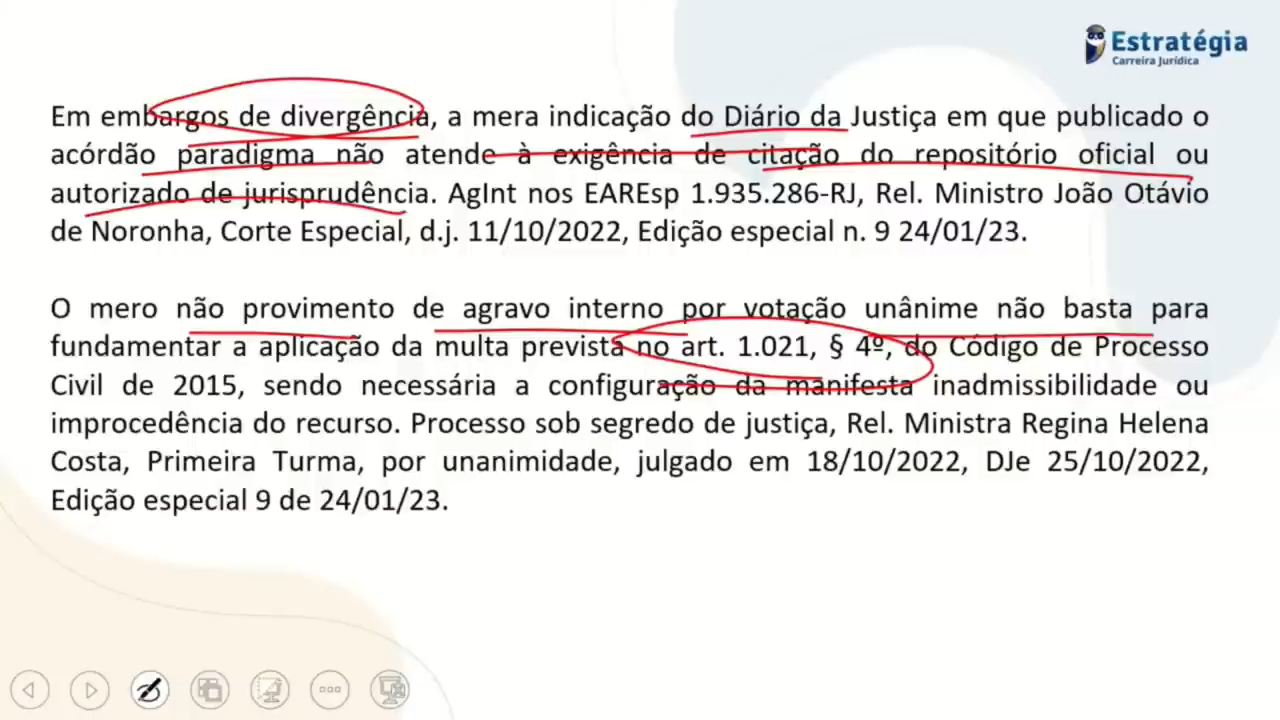 Estratégia
Carreira Jurídica
Em embargos de divergência, a mera indicação do Diário da Justiça em que publicado o
acórdão paradigma não atende à exigência de citação do repositório oficial ou
autorizado de jurisprudência. AgInt nos EAREsp 1.935.286-RJ, Rel. Ministro João Otávio
de Noronha, Corte Especial, d.j. 11/10/2022, Edição especial n. 9 24/01/23.
O mero não provimento de agravo interno por votação unânime não basta para
fundamentar a aplicação da multa prevista no art. 1.021, § 4º, do Código de Processo
Civil de 2015, sendo necessária a configuração da manifesta inadmissibilidade ou
improcedência do recurso. Processo sob segredo de justiça, Rel. Ministra Regina Helena
Costa, Primeira Turma, por unanimidade, julgado em 18/10/2022, DJe 25/10/2022,
Edição especial 9 de 24/01/23.